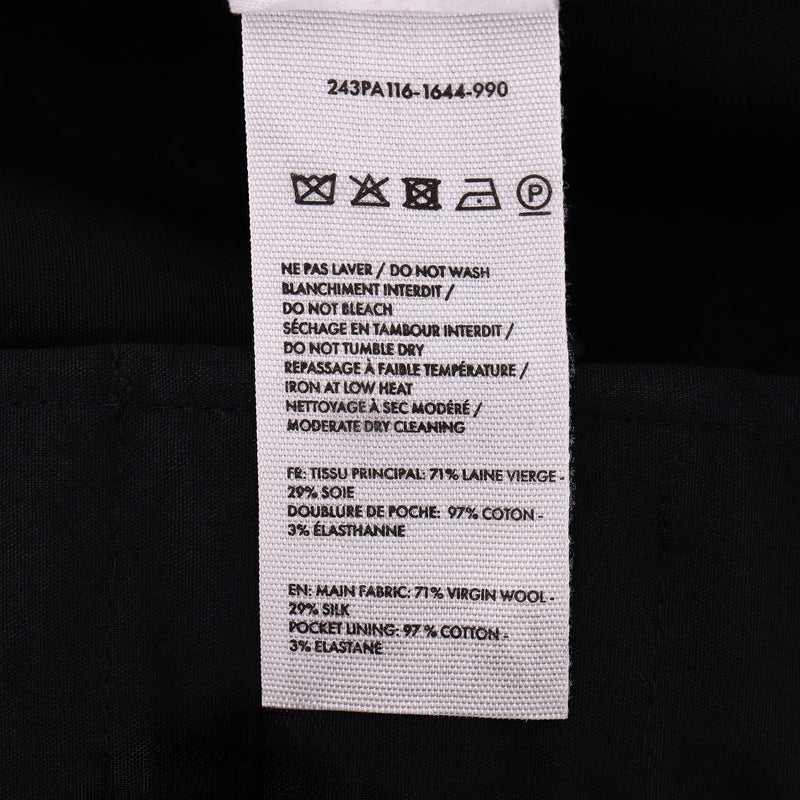 243PA116-1644-990
P
NE PAS LAVER / DO NOT WASH
BLANCHIMENT INTERDIT /
DO NOT BLEACH
SÉCHAGE EN TAMBOUR INTERDIT /
DO NOT TUMBLE DRY
REPASSAGE À FAIBLE TEMPÉRATURE /
IRON AT LOW HEAT
NETTOYAGE À SEC MODÉRÉ /
MODERATE DRY CLEANING
FR: TISSU PRINCIPAL: 71% LAINE VIERGE -
29% SOIE
DOUBLURE DE POCHE: 97% COTON -
3% ÉLASTHANNE
EN: MAIN FABRIC: 71% VIRGIN WOOL -
29% SILK
POCKET LINING: 97 % COTTON -
3% ELASTANE